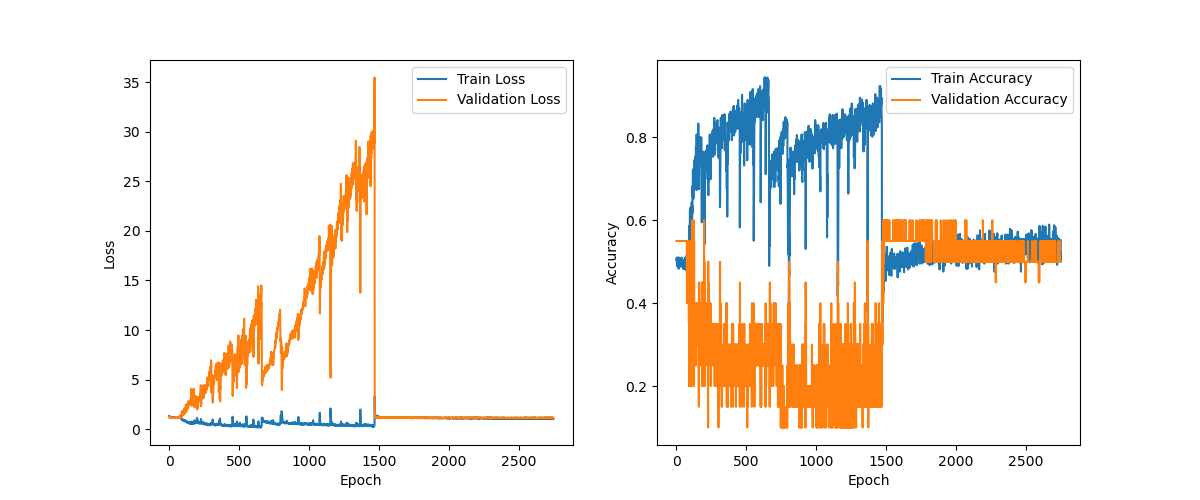 Train Loss
Validation Loss
35
30
25
20
15
10
5
0
Loss
0 500 1000 1500 2000 2500
Epoch
Train Accuracy
Validation Accuracy
0.8
0.6
0.4
0.2
Accuracy
0 500 1000 1500 2000 2500
Epoch